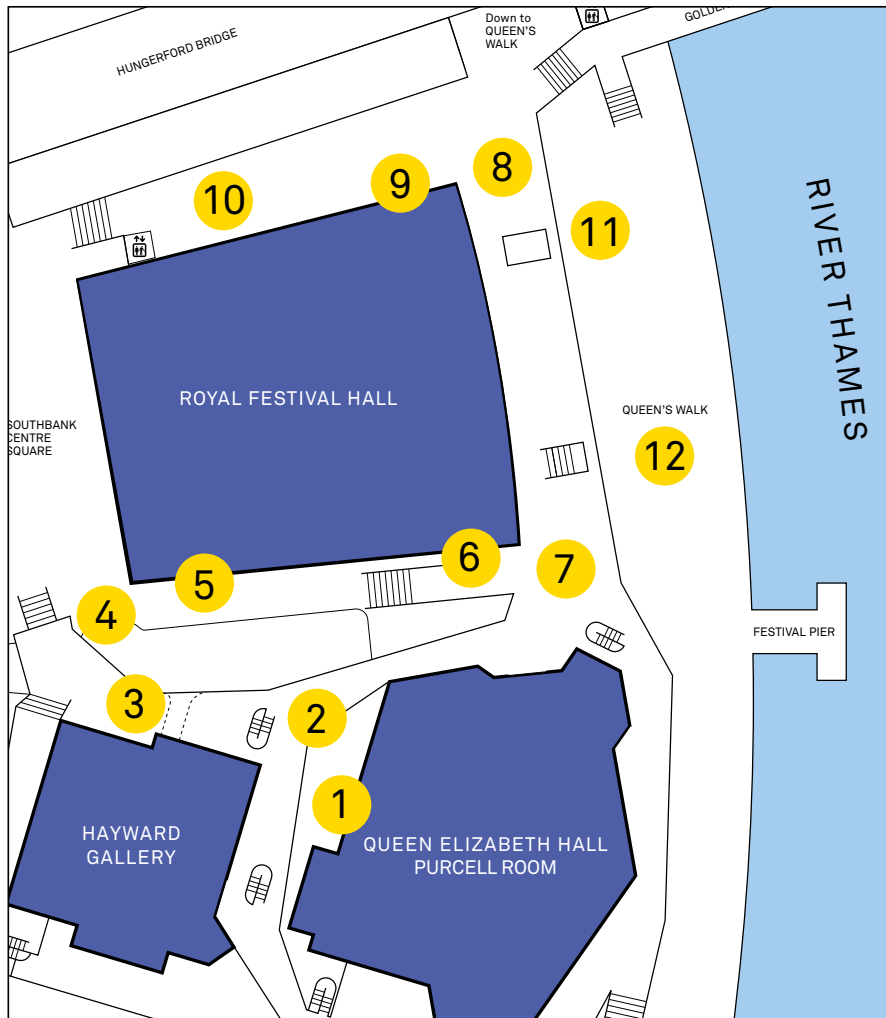 Down to
QUEEN'S
WALK
HUNGERFORD BRIDGE
8
9
10
11
RIVER THAMES
ROYAL FESTIVAL HALL
QUEEN'S WALK
SOUTHBANK
CENTRE
SQUARE
12
6
7
5
4
FESTIVAL PIER
3
2
1
HAYWARD
GALLERY
QUEEN ELIZABETH HALL
PURCELL ROOM